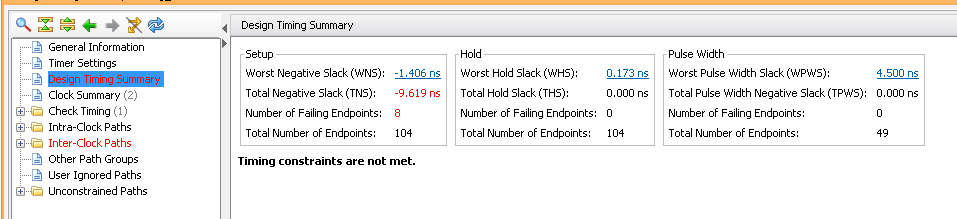 Design Timing Summary
General Information
Timer Settings
Design Timing Summary
Clock Summary (2)
Check Timing (1)
Intra-Clock Paths
Inter-Clock Paths
Other Path Groups
User Ignored Paths
Unconstrained Paths
Setup
Worst Negative Slack (WNS): -1.406 ns
Total Negative Slack (TNS): -9.619 ns
Number of Failing Endpoints: 8
Total Number of Endpoints: 104
Hold
Worst Hold Slack (WHS): 0.173 ns
Total Hold Slack (THS): 0.000 ns
Number of Failing Endpoints: 0
Total Number of Endpoints: 104
Pulse Width
Worst Pulse Width Slack (WPWS): 4.500 ns
Total Pulse Width Negative Slack (TPWS): 0.000 ns
Number of Failing Endpoints: 0
Total Number of Endpoints: 49
Timing constraints are not met.